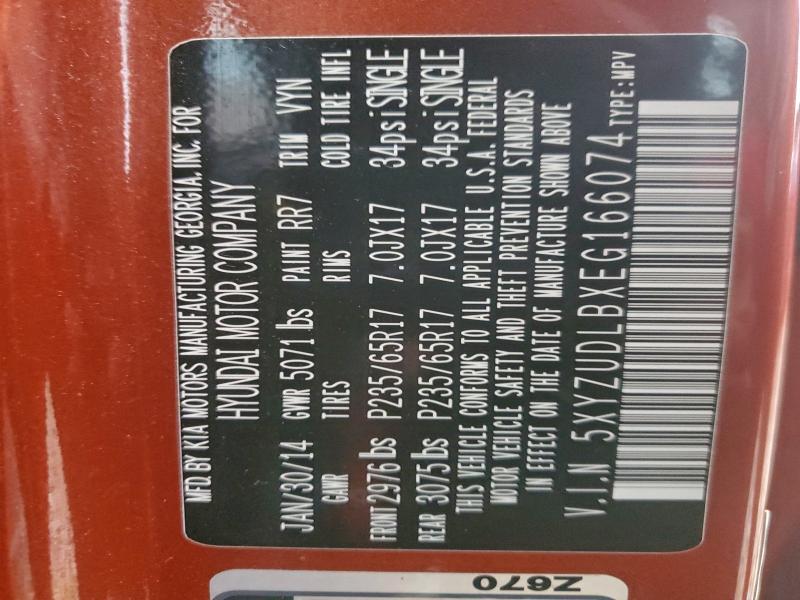 MFD. BY KIA MOTORS MANUFACTURING GEORGIA, INC. FOR
HYUNDAI MOTOR COMPANY
JAN/30/14 GVWR 5071 lbs PAINT RR7 TRIM VYN
GAWR TIRES RIMS COLD TIRE INFL
FRONT 2976 lbs P235/65R17 7.0JX17 34psi SINGLE
REAR 3075 lbs P235/65R17 7.0JX17 34psi SINGLE
THIS VEHICLE CONFORMS TO ALL APPLICABLE U.S.A. FEDERAL
MOTOR VEHICLE SAFETY AND THEFT PREVENTION STANDARDS
IN EFFECT ON THE DATE OF MANUFACTURE SHOWN ABOVE
V.I.N 5XYZUDLBXEG166074 TYPE:MPV
Z670